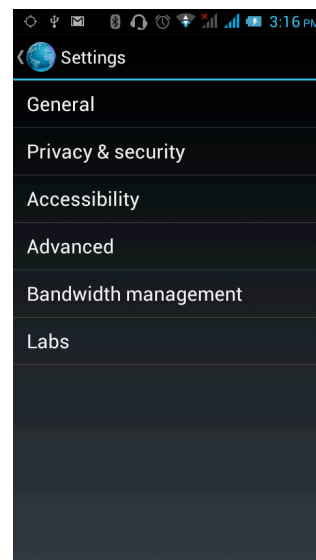 3:16 PM
Settings
General
Privacy & security
Accessibility
Advanced
Bandwidth management
Labs